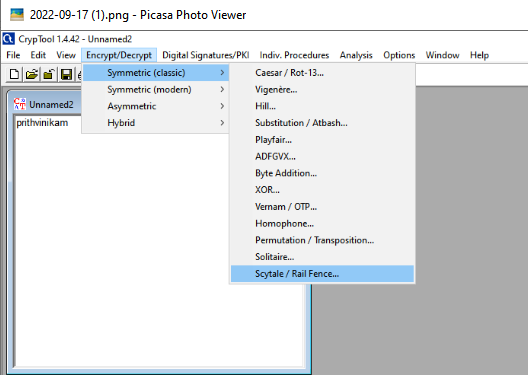 2022-09-17 (1).png - Picasa Photo Viewer
CrypTool 1.4.42 - Unnamed2
File Edit View Encrypt/Decrypt Digital Signatures/PKI Indiv. Procedures Analysis Options Window Help
Symmetric (classic) >
Symmetric (modern) >
Asymmetric >
Hybrid >
Caesar / Rot-13...
Vigenère...
Hill...
Substitution / Atbash...
Playfair...
ADFGVX...
Byte Addition...
XOR...
Vernam / OTP...
Homophone...
Permutation / Transposition...
Solitaire...
Scytale / Rail Fence...
Unnamed2
prithvinikam